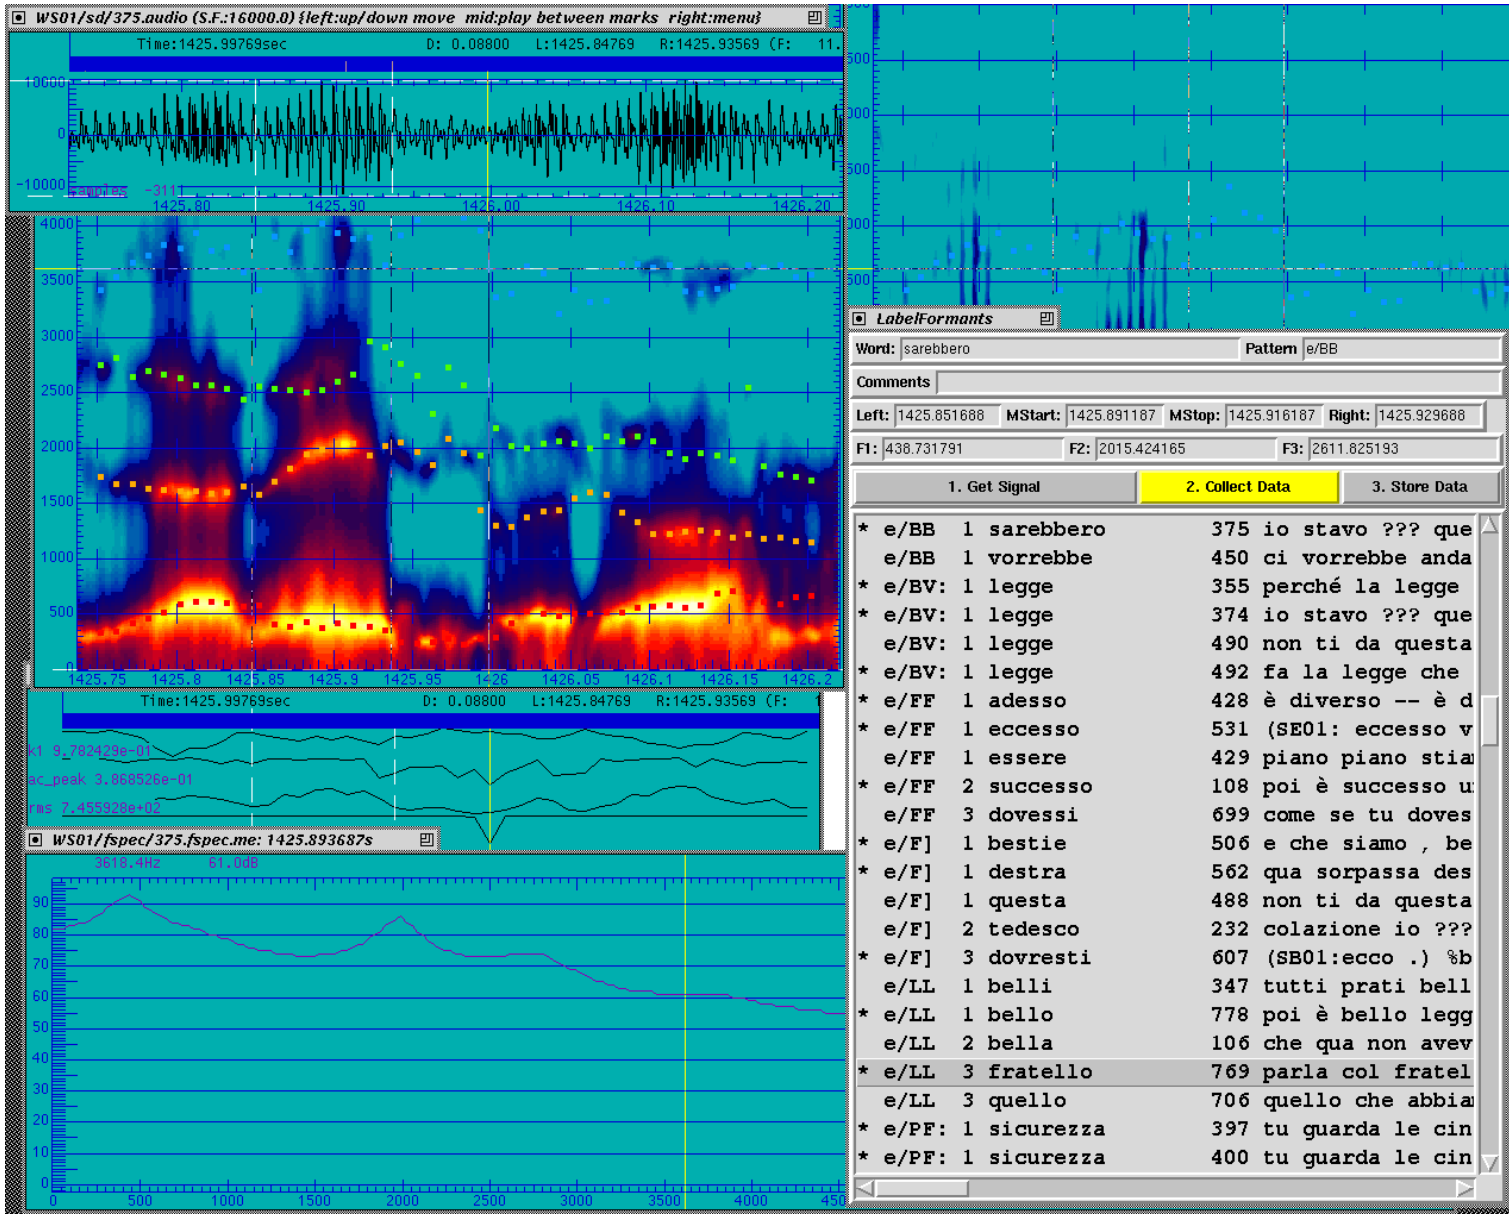 WS01/sd/375.audio (S.F.:16000.0) {left:up/down move mid:play between marks right:menu}
Time:1425.99769sec D: 0.08800 L:1425.84769 R:1425.93569 (F: 11.
10000
0
-10000
samples -311
1425.80 1425.90 1426.00 1426.10 1426.20
4000
3500
3000
2500
2000
1500
1000
500
0
1425.75 1425.8 1425.85 1425.9 1425.95 1426 1426.05 1426.1 1426.15 1426.2
Time:1425.99769sec D: 0.08800 L:1425.84769 R:1425.93569 (F:
k1 9.782429e-01
ac_peak 3.868526e-01
rms 7.455928e+02
WS01/fspec/375.fspec.me: 1425.893687s
3618.4Hz 61.0dB
90
80
70
60
50
40
30
20
10
0
0 500 1000 1500 2000 2500 3000 3500 450
500
000
500
000
500
LabelFormants
Word: sarebbero Pattern e/BB
Comments
Left: 1425.851688 MStart: 1425.891187 MStop: 1425.916187 Right: 1425.929688
F1: 438.731791 F2: 2015.424165 F3: 2611.825193
1. Get Signal 2. Collect Data 3. Store Data
* e/BB 1 sarebbero 375 io stavo ??? que
e/BB 1 vorrebbe 450 ci vorrebbe anda
* e/BV: 1 legge 355 perché la legge
* e/BV: 1 legge 374 io stavo ??? que
e/BV: 1 legge 490 non ti da questa
* e/BV: 1 legge 492 fa la legge che
* e/FF 1 adesso 428 è diverso -- è d
* e/FF 1 eccesso 531 (SE01: eccesso v
e/FF 1 essere 429 piano piano stia
* e/FF 2 successo 108 poi è successo u
e/FF 3 dovessi 699 come se tu doves
* e/F] 1 bestie 506 e che siamo , be
* e/F] 1 destra 562 qua sorpassa des
e/F] 1 questa 488 non ti da questa
e/F] 2 tedesco 232 colazione io ???
* e/F] 3 dovresti 607 (SB01:ecco .) %b
e/LL 1 belli 347 tutti prati bell
* e/LL 1 bello 778 poi è bello legg
e/LL 2 bella 106 che qua non avev
* e/LL 3 fratello 769 parla col fratel
e/LL 3 quello 706 quello che abbia
* e/PF: 1 sicurezza 397 tu guarda le cin
* e/PF: 1 sicurezza 400 tu guarda le cin